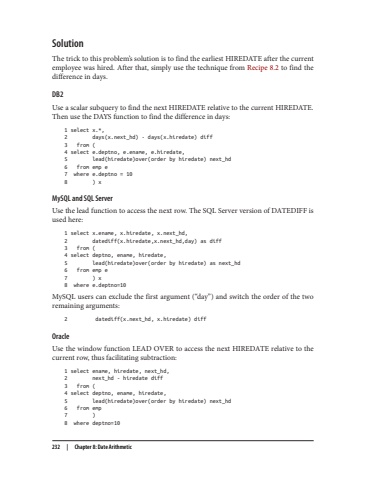 Solution
The trick to this problem's solution is to find the earliest HIREDATE after the current
employee was hired. After that, simply use the technique from Recipe 8.2 to find the
difference in days.
DB2
Use a scalar subquery to find the next HIREDATE relative to the current HIREDATE.
Then use the DAYS function to find the difference in days:
1 select x.*,
2 days(x.next_hd) - days(x.hiredate) diff
3 from (
4 select e.deptno, e.ename, e.hiredate,
5 lead(hiredate)over(order by hiredate) next_hd
6 from emp e
7 where e.deptno = 10
8 ) x
MySQL and SQL Server
Use the lead function to access the next row. The SQL Server version of DATEDIFF is
used here:
1 select x.ename, x.hiredate, x.next_hd,
2 datediff(x.hiredate,x.next_hd,day) as diff
3 from (
4 select deptno, ename, hiredate,
5 lead(hiredate)over(order by hiredate) as next_hd
6 from emp e
7 ) x
8 where e.deptno=10
MySQL users can exclude the first argument ("day") and switch the order of the two
remaining arguments:
2 datediff(x.next_hd, x.hiredate) diff
Oracle
Use the window function LEAD OVER to access the next HIREDATE relative to the
current row, thus facilitating subtraction:
1 select ename, hiredate, next_hd,
2 next_hd - hiredate diff
3 from (
4 select deptno, ename, hiredate,
5 lead(hiredate)over(order by hiredate) next_hd
6 from emp
7 )
8 where deptno=10
232 | Chapter 8: Date Arithmetic